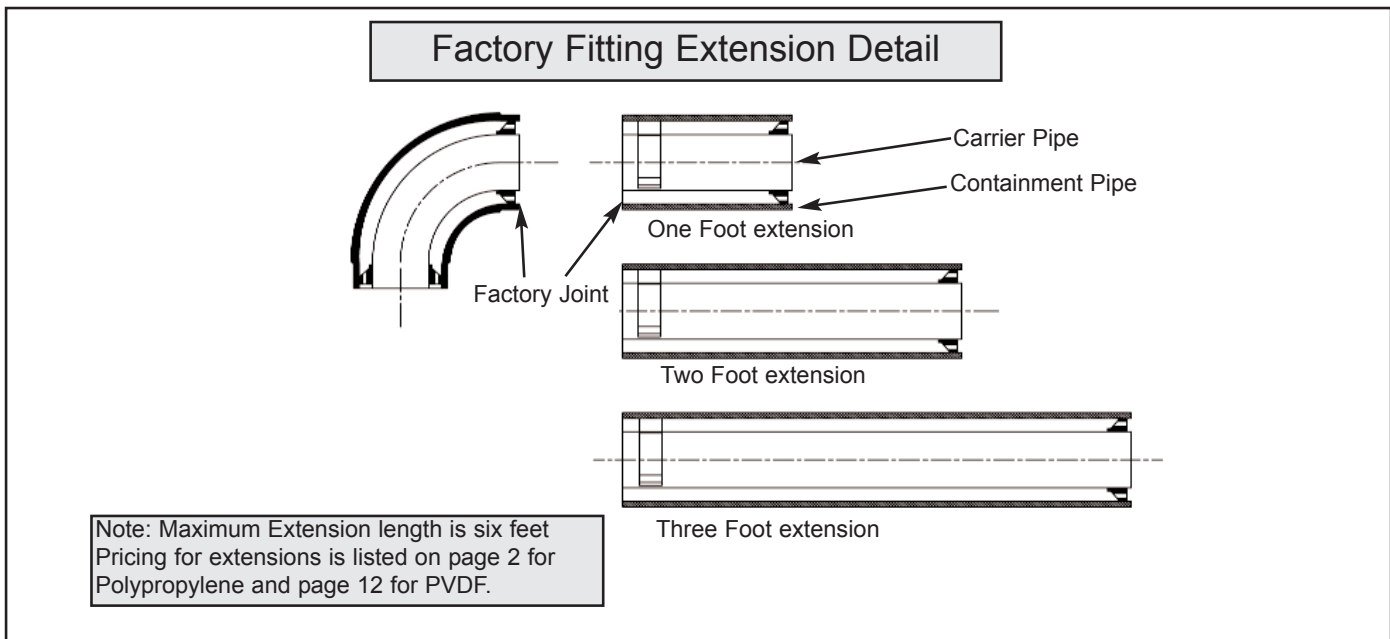 Factory Fitting Extension Detail
Carrier Pipe
Containment Pipe
One Foot extension
Factory Joint
Two Foot extension
Three Foot extension
Note: Maximum Extension length is six feet
Pricing for extensions is listed on page 2 for
Polypropylene and page 12 for PVDF.